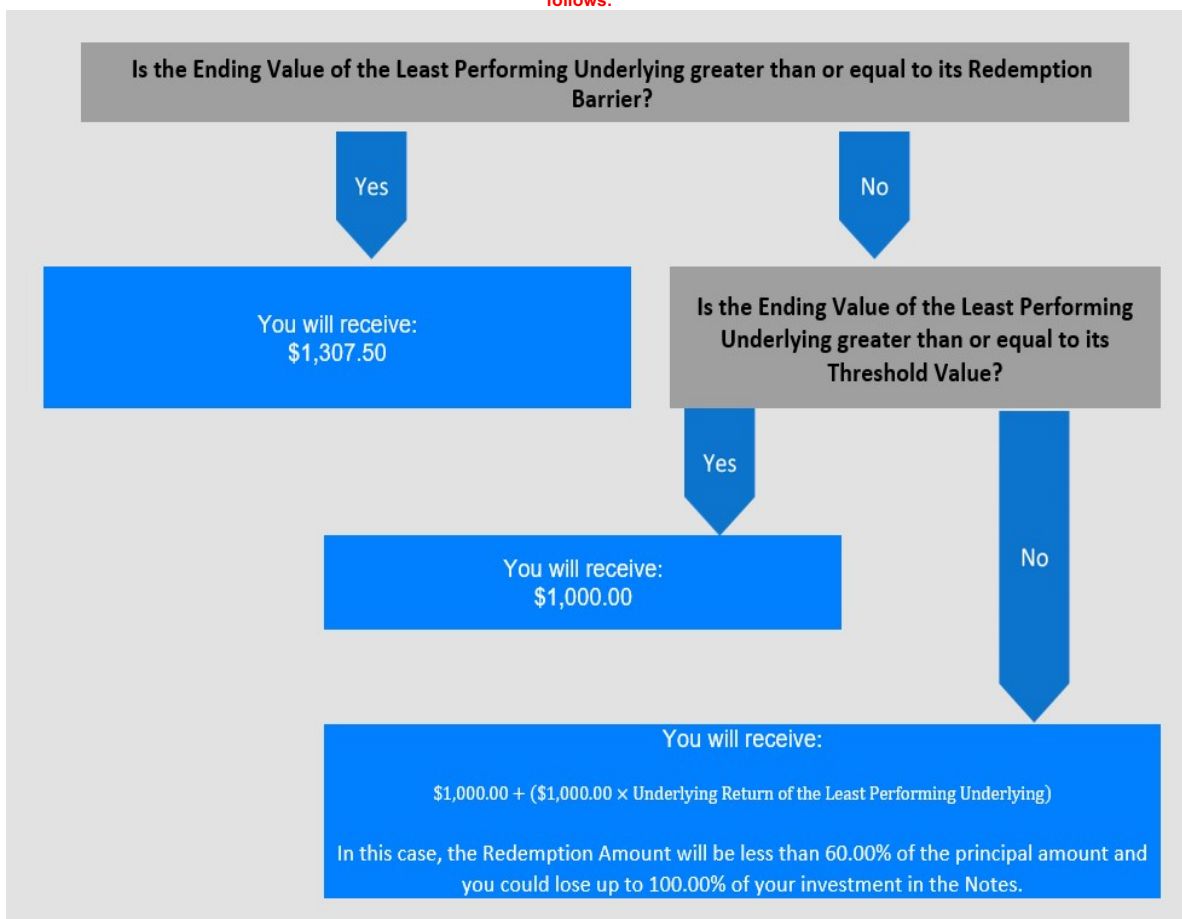 follows:
Is the Ending Value of the Least Performing Underlying greater than or equal to its Redemption
Barrier?
Yes
No
You will receive:
$1,307.50
Is the Ending Value of the Least Performing
Underlying greater than or equal to its
Threshold Value?
Yes
No
You will receive:
$1,000.00
You will receive:
$1,000.00 + ($1,000.00 × Underlying Return of the Least Performing Underlying)
In this case, the Redemption Amount will be less than 60.00% of the principal amount and
you could lose up to 100.00% of your investment in the Notes.